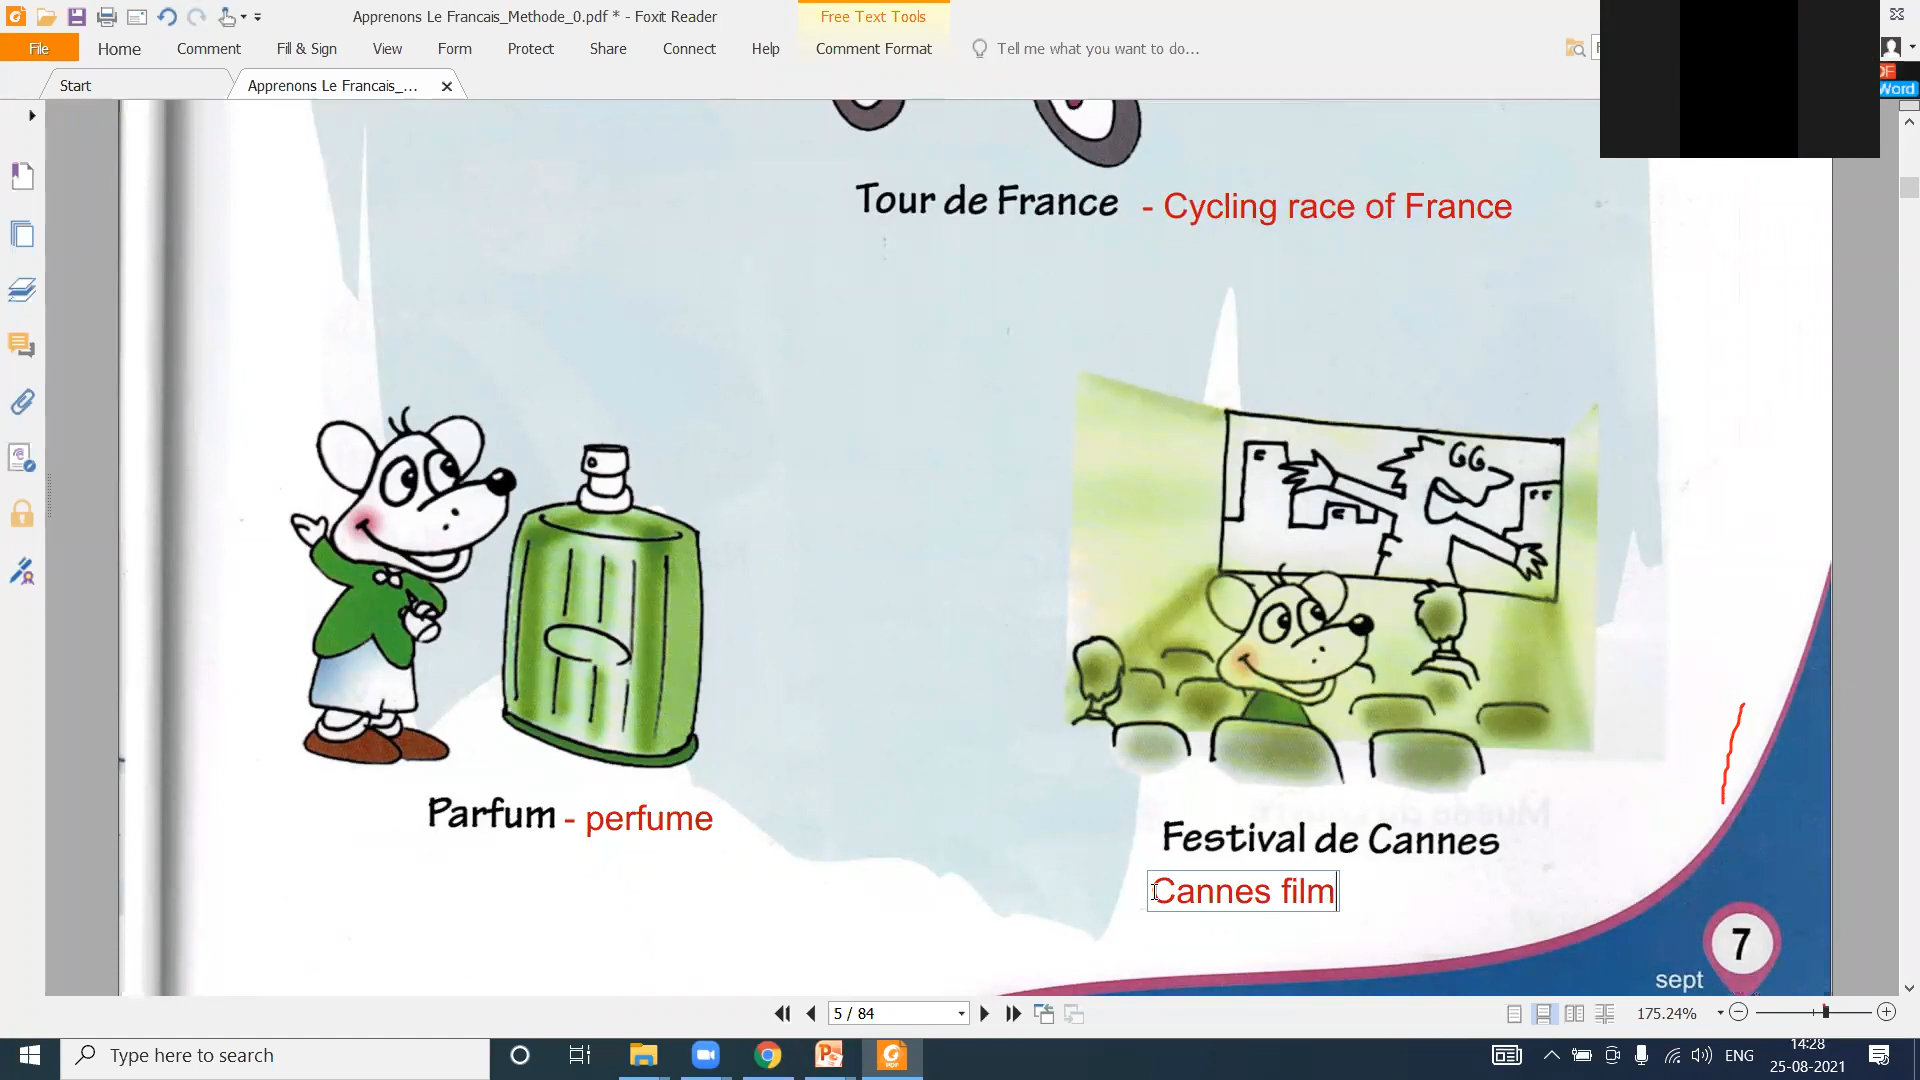 Apprenons Le Francais_Methode_0.pdf * - Foxit Reader
Free Text Tools
File Home Comment Fill & Sign View Form Protect Share Connect Help Comment Format Tell me what you want to do...
Start Apprenons Le Francais_...
Word
Tour de France - Cycling race of France
Parfum - perfume
Festival de Cannes
Cannes film
7
sept
5 / 84
175.24%
Type here to search
ENG
14:28
25-08-2021